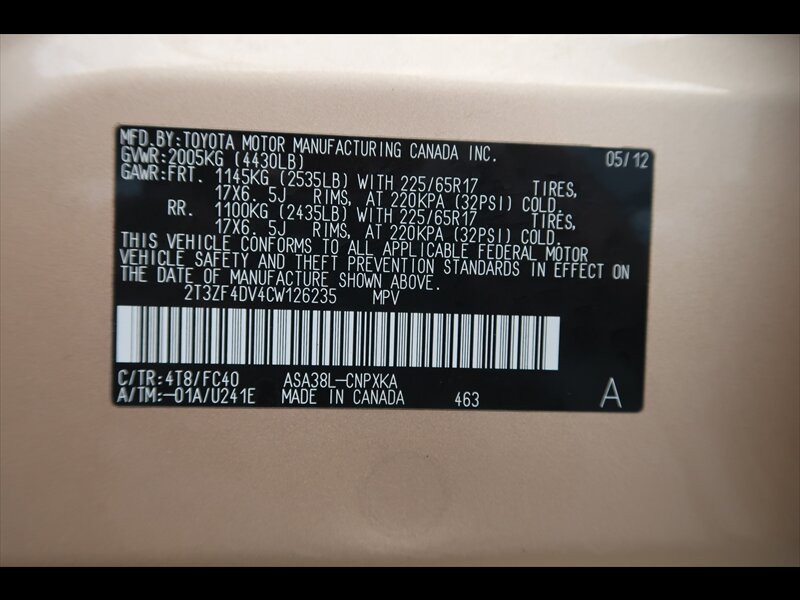 MFD.BY:TOYOTA MOTOR MANUFACTURING CANADA INC. 05/12
GVWR:2005KG (4430LB)
GAWR:FRT. 1145KG (2535LB) WITH 225/65R17 TIRES,
17X6. 5J RIMS, AT 220KPA (32PSI) COLD.
RR. 1100KG (2435LB) WITH 225/65R17 TIRES,
17X6. 5J RIMS, AT 220KPA (32PSI) COLD.
THIS VEHICLE CONFORMS TO ALL APPLICABLE FEDERAL MOTOR
VEHICLE SAFETY AND THEFT PREVENTION STANDARDS IN EFFECT ON
THE DATE OF MANUFACTURE SHOWN ABOVE.
2T3ZF4DV4CW126235 MPV
C/TR:4T8/FC40 ASA38L-CNPXKA
A/TM:-01A/U241E MADE IN CANADA 463 A